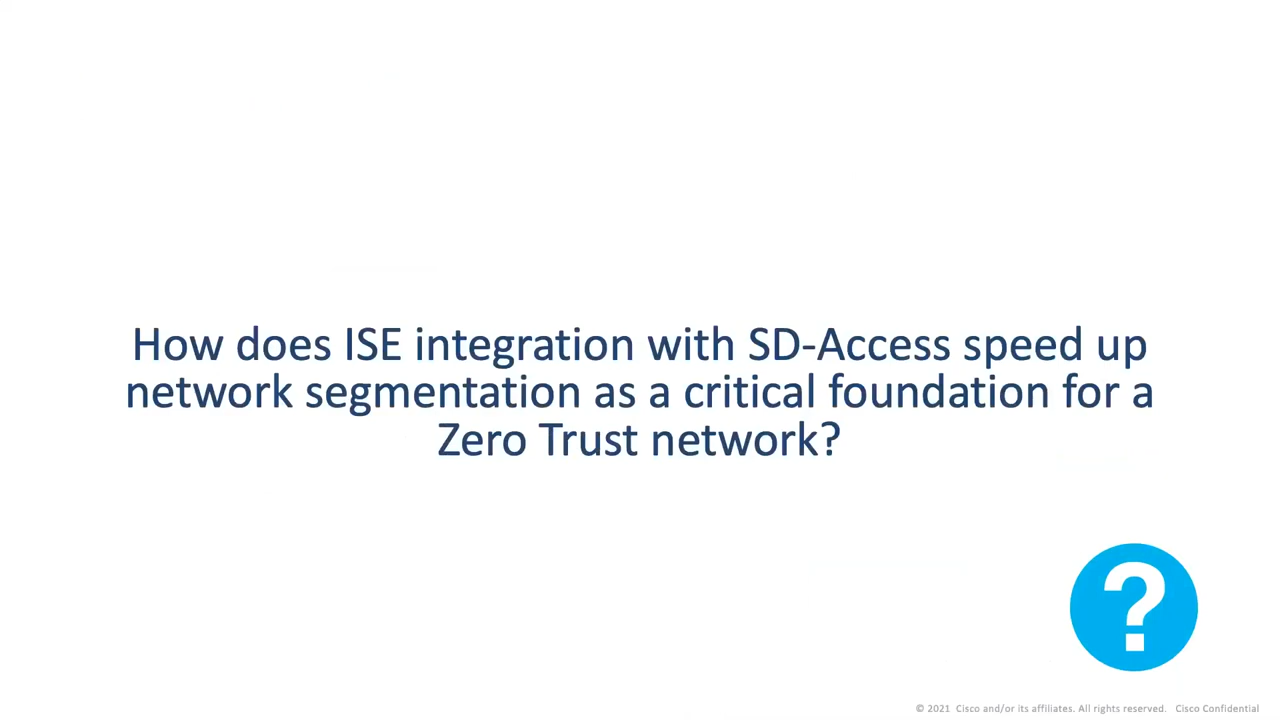 How does ISE integration with SD-Access speed up
network segmentation as a critical foundation for a
Zero Trust network?
?
© 2021 Cisco and/or its affiliates. All rights reserved. Cisco Confidential